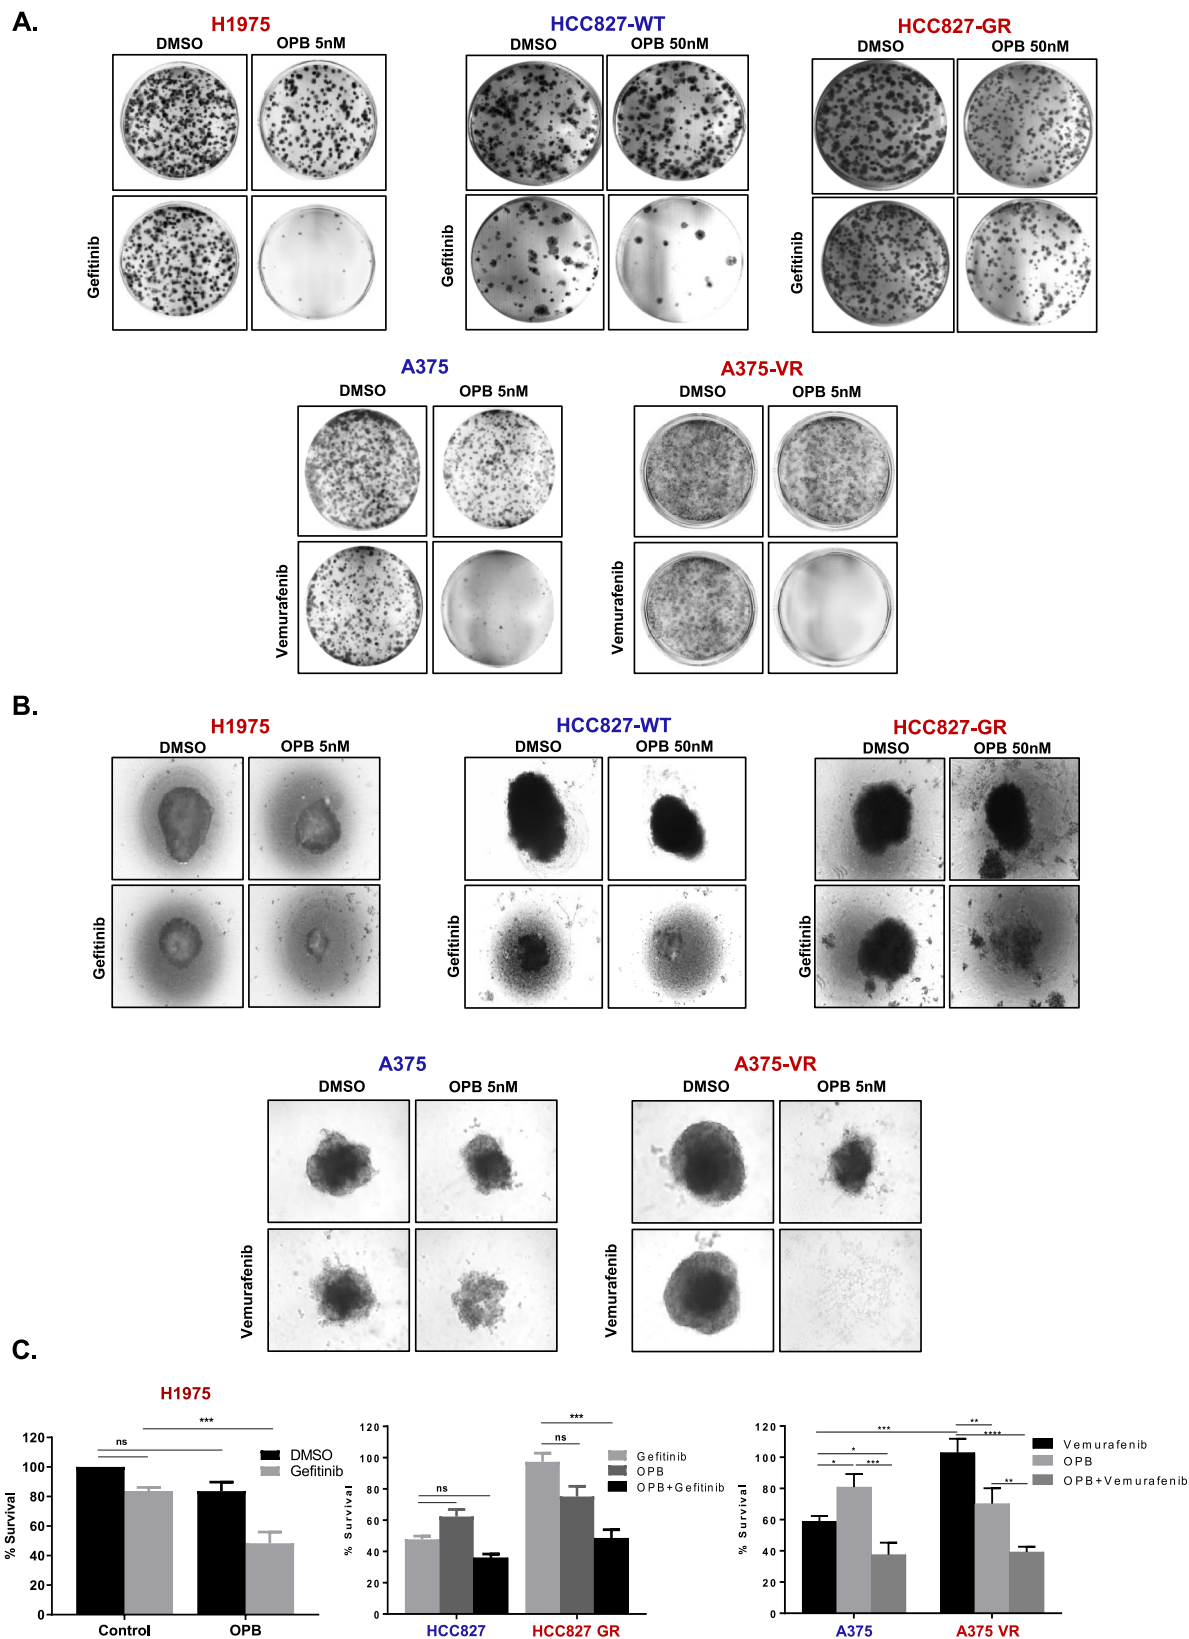 A.
H1975
HCC827-WT
HCC827-GR
DMSO
OPB 5nM
DMSO
OPB 50nM
DMSO
OPB 50nM
Gefitinib
Gefitinib
Gefitinib
A375
A375-VR
DMSO
OPB 5nM
DMSO
OPB 5nM
Vemurafenib
Vemurafenib
B.
H1975
HCC827-WT
HCC827-GR
DMSO
OPB 5nM
DMSO
OPB 50nM
DMSO
OPB 50nM
Gefitinib
Gefitinib
Gefitinib
A375
A375-VR
DMSO
OPB 5nM
DMSO
OPB 5nM
Vemurafenib
Vemurafenib
C.
H1975
% Survival
120
100
80
60
40
20
0
ns
***
DMSO
Gefitinib
Control
OPB
% Survival
120
100
80
60
40
20
0
ns
***
ns
Gefitinib
OPB
OPB+Gefitinib
HCC827
HCC827 GR
% Survival
120
100
80
60
40
20
0
***
*
*
***
**
****
**
Vemurafenib
OPB
OPB+Vemurafenib
A375
A375 VR